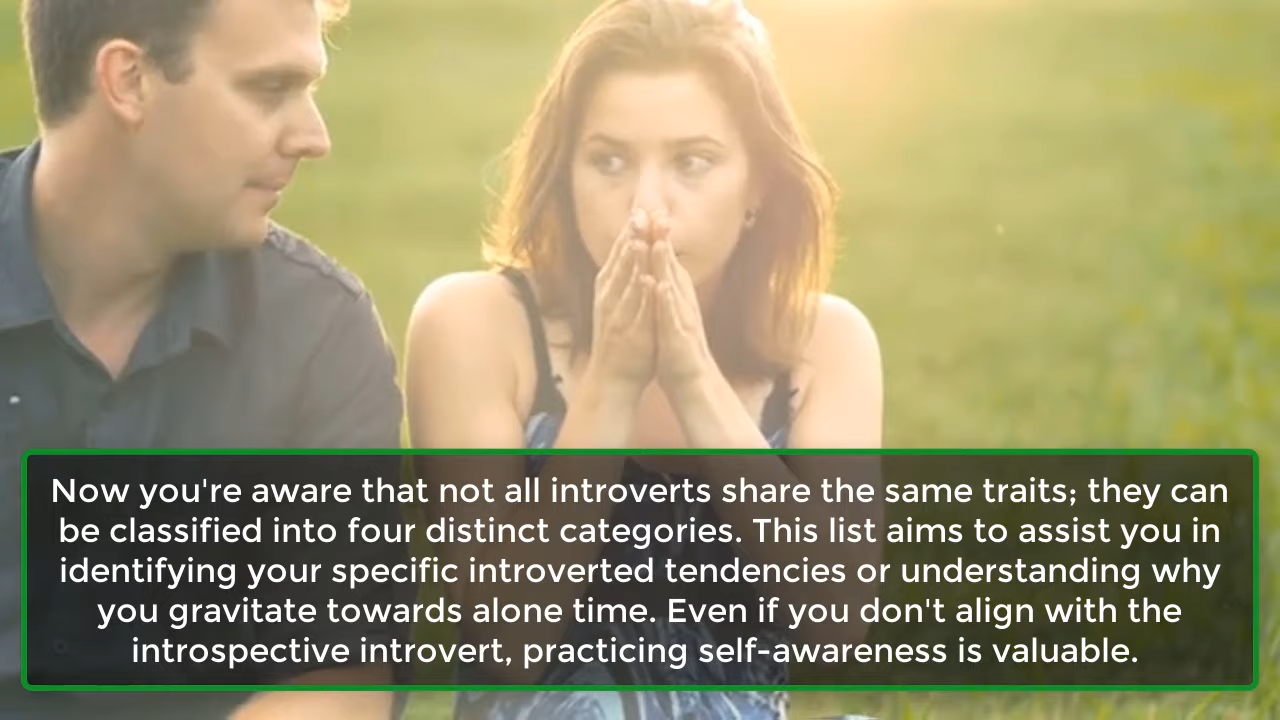 Now you're aware that not all introverts share the same traits; they can
be classified into four distinct categories. This list aims to assist you in
identifying your specific introverted tendencies or understanding why
you gravitate towards alone time. Even if you don't align with the
introspective introvert, practicing self-awareness is valuable.